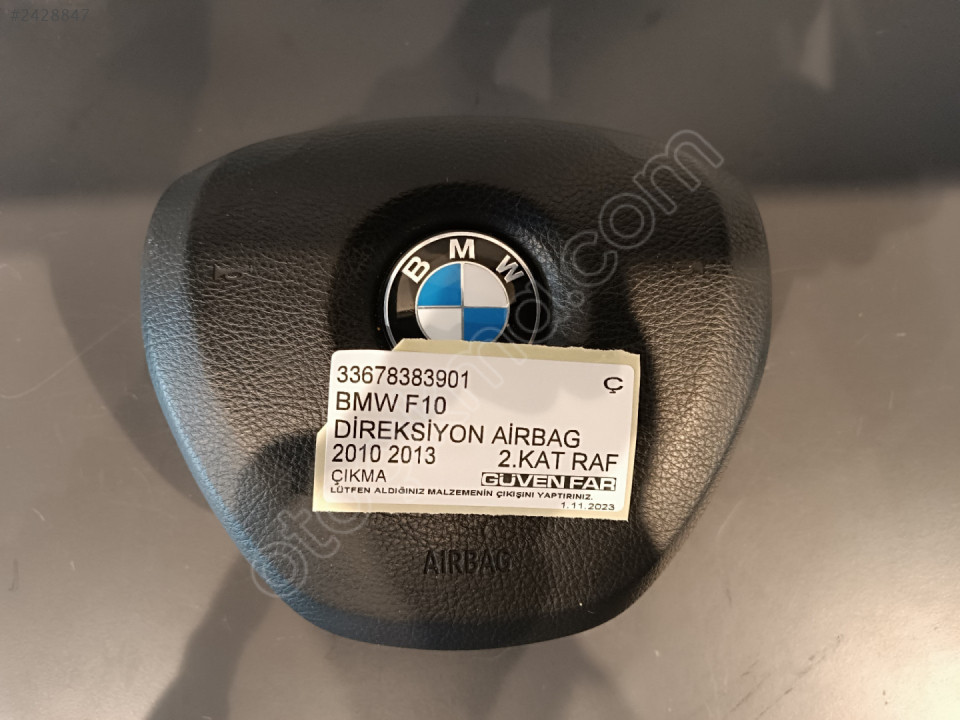 #2428847
BMW
33678383901 Ç
BMW F10
DİREKSİYON AİRBAG
2010 2013 2.KAT RAF
ÇIKMA GÜVEN FAR
LÜTFEN ALDIĞINIZ MALZEMENİN ÇIKIŞINI YAPTIRINIZ.
1.11.2023
AIRBAG